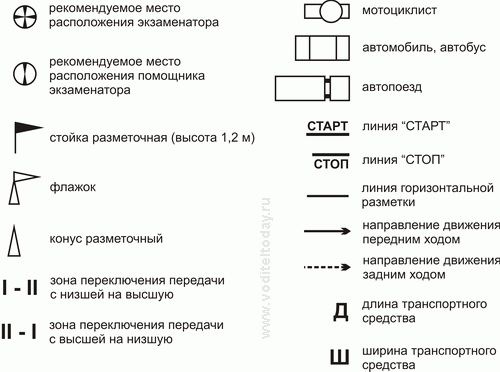 рекомендуемое место
расположения экзаменатора
рекомендуемое место
расположения помощника
экзаменатора
стойка разметочная (высота 1,2 м)
флажок
конус разметочный
I - II зона переключения передачи
с низшей на высшую
II - I зона переключения передачи
с высшей на низшую
www.voditeltoday.ru
мотоциклист
автомобиль, автобус
автопоезд
СТАРТ линия “СТАРТ”
СТОП линия “СТОП”
линия горизонтальной
разметки
направление движения
передним ходом
направление движения
задним ходом
Д длина транспортного
средства
Ш ширина транспортного
средства